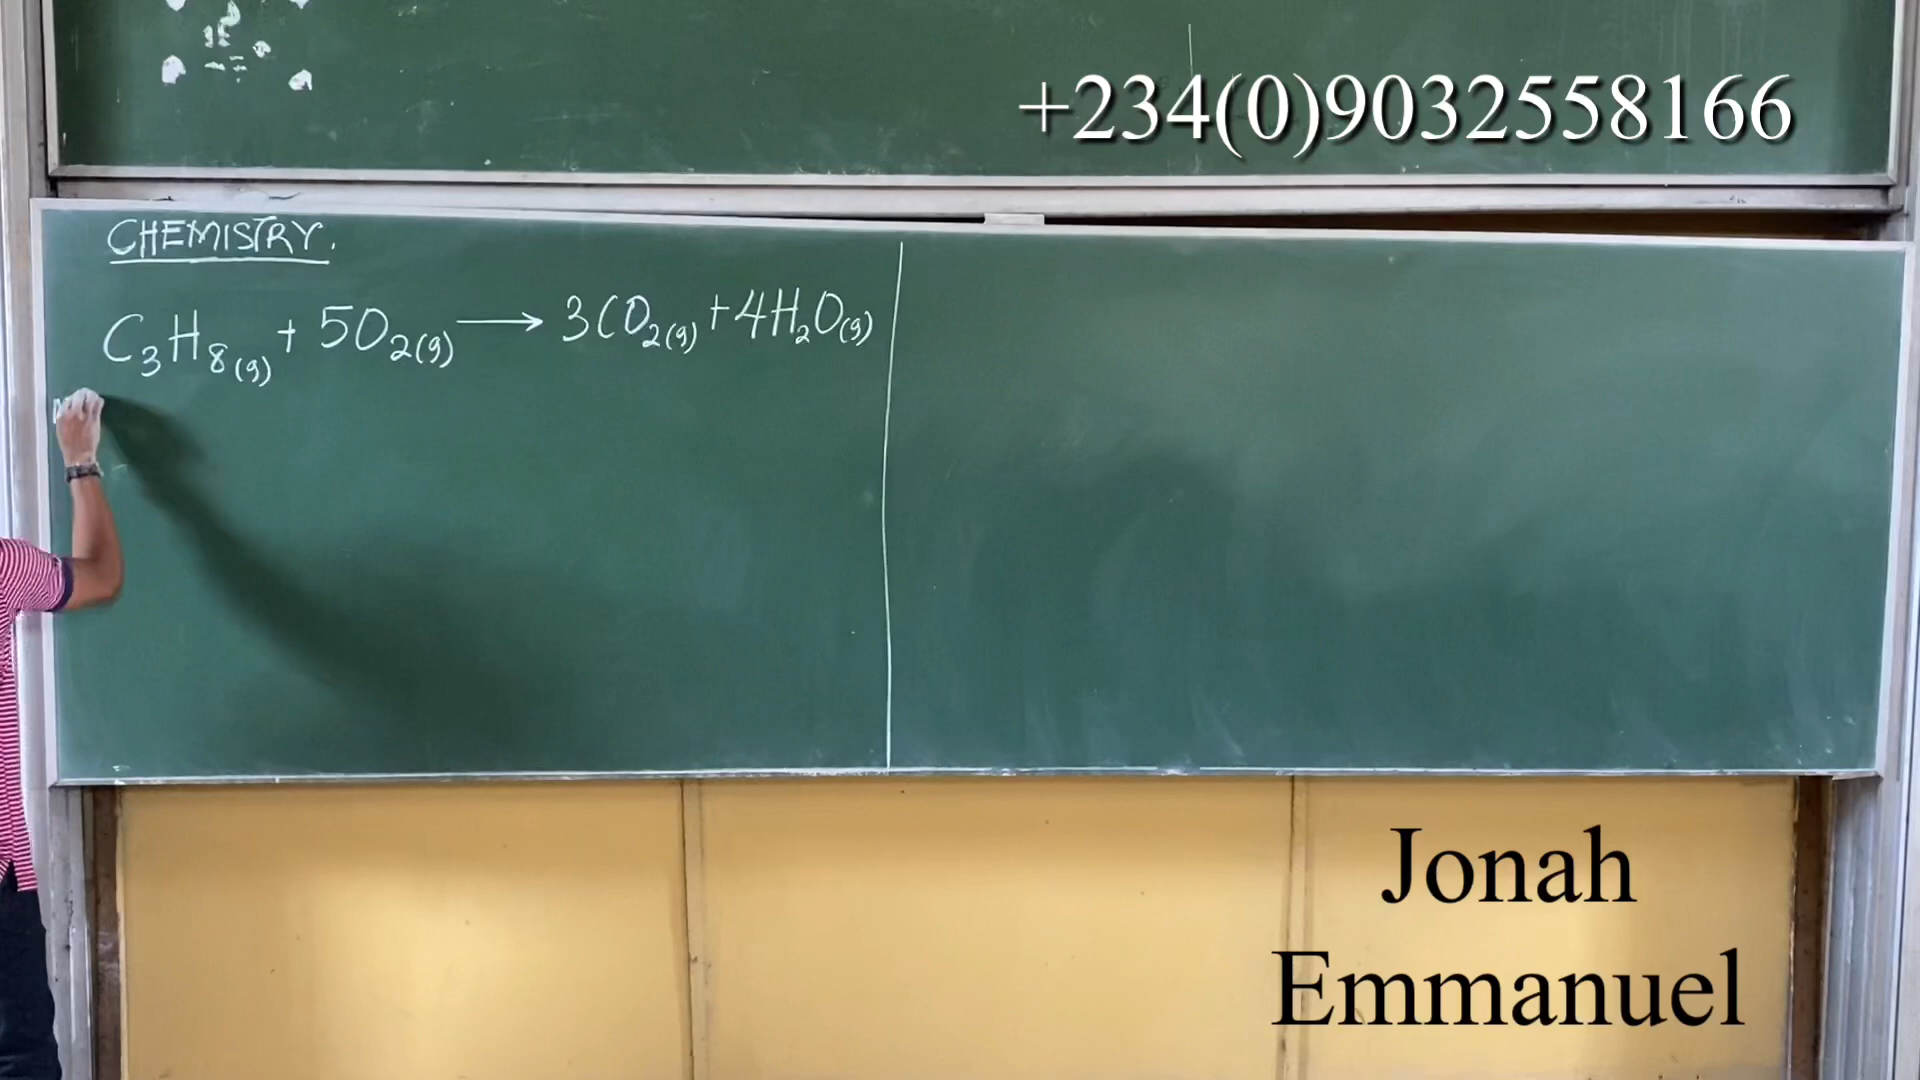 +234(0)9032558166
CHEMISTRY.
C₃H₈(g) + 5O₂(g) ⟶ 3CO₂(g) + 4H₂O(g)
Jonah
Emmanuel